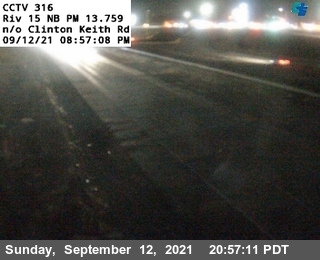 CCTV 316
Riv 15 NB PM 13.759
n/o Clinton Keith Rd
09/12/21 08:57:08 PM
Sunday, September 12, 2021 20:57:11 PDT